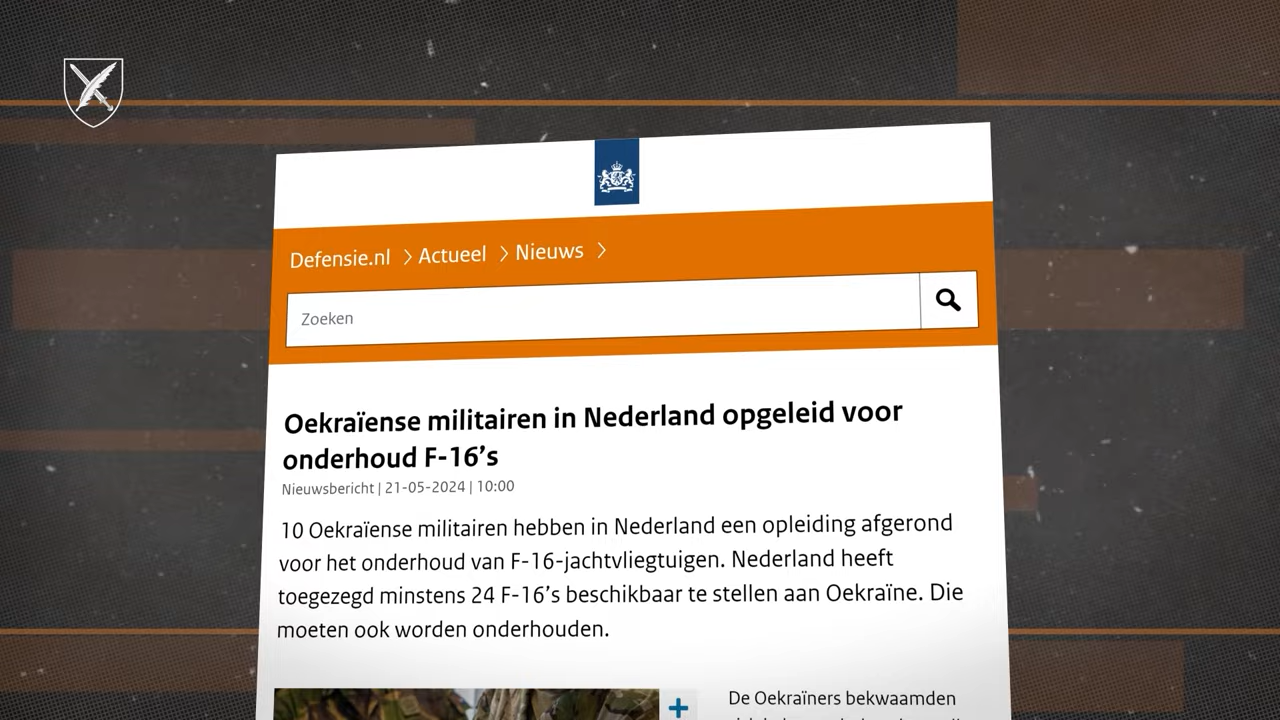 Defensie.nl > Actueel > Nieuws >
Zoeken
Oekraïense militairen in Nederland opgeleid voor
onderhoud F-16's
Nieuwsbericht | 21-05-2024 | 10:00
10 Oekraïense militairen hebben in Nederland een opleiding afgerond
voor het onderhoud van F-16-jachtvliegtuigen. Nederland heeft
toegezegd minstens 24 F-16's beschikbaar te stellen aan Oekraïne. Die
moeten ook worden onderhouden.
De Oekraïners bekwaamden